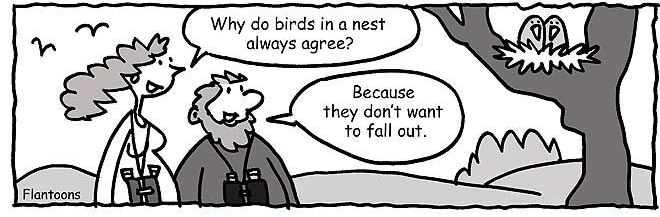 Why do birds in a nest
always agree?
Because
they don't want
to fall out.
Flantoons